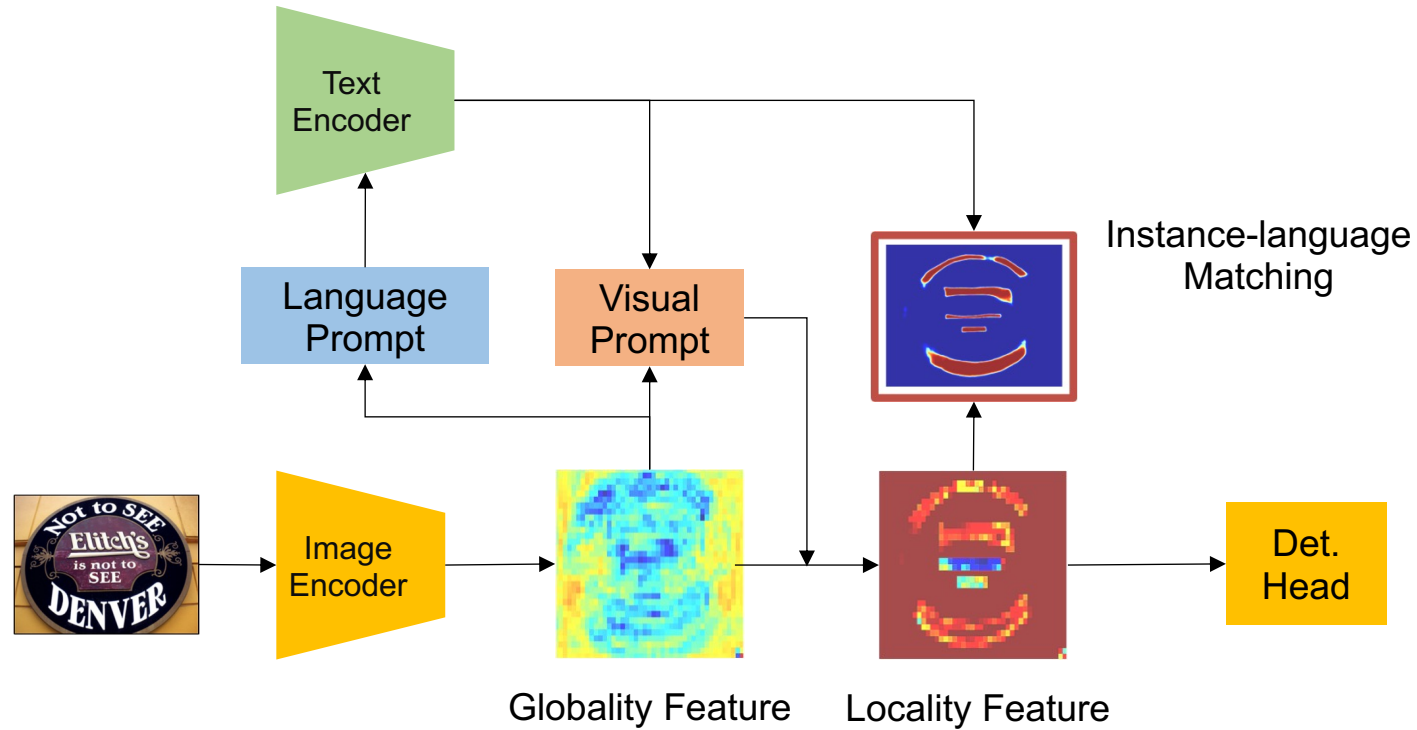 Text
Encoder
Language
Prompt
Visual
Prompt
Instance-language
Matching
NOT to SEE
Elitch's
is not to
SEE
DENVER
Image
Encoder
Det.
Head
Globality Feature
Locality Feature